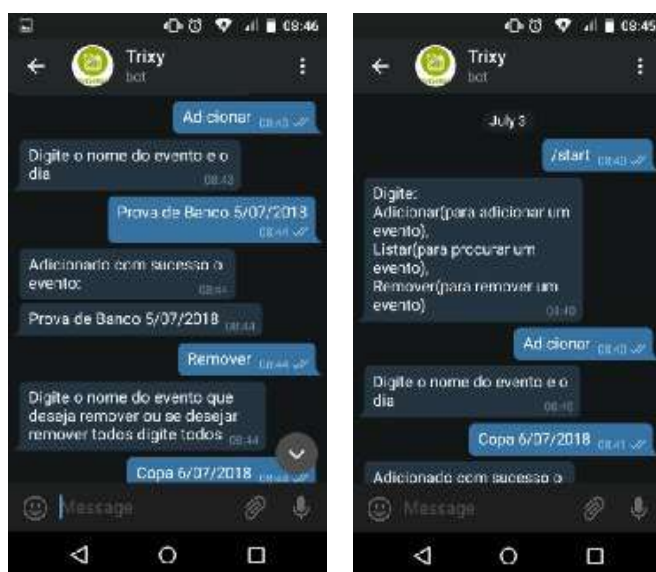 08:46
Trixy
bot
Adicionar
Digite o nome do evento e o
dia 08:43
Prova de Banco 5/07/2018
08:44
Adicionado com sucesso o
evento: 08:44
Prova de Banco 5/07/2018 08:44
Remover 08:44
Digite o nome do evento que
deseja remover ou se desejar
remover todos digite todos 08:44
Copa 6/07/2018
Message
08:45
Trixy
bot
July 3
/start 08:40
Digite:
Adicionar(para adicionar um
evento),
Listar(para procurar um
evento),
Remover(para remover um
evento) 08:40
Adicionar 08:40
Digite o nome do evento e o
dia 08:40
Copa 6/07/2018 08:41
Adicionado com sucesso o
Message